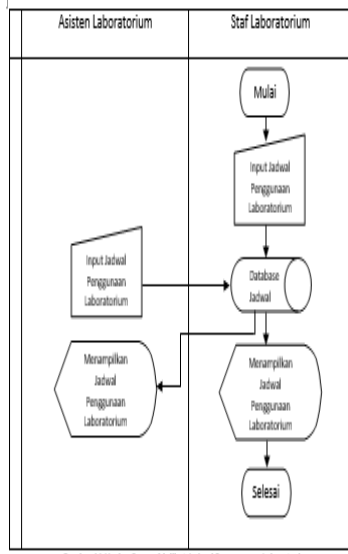 Asisten Laboratorium
Staf Laboratorium
Mulai
Input Jadwal
Penggunaan
Laboratorium
Input Jadwal
Penggunaan
Laboratorium
Database
Jadwal
Menampilkan
Jadwal
Penggunaan
Laboratorium
Menampilkan
Jadwal
Penggunaan
Laboratorium
Selesai